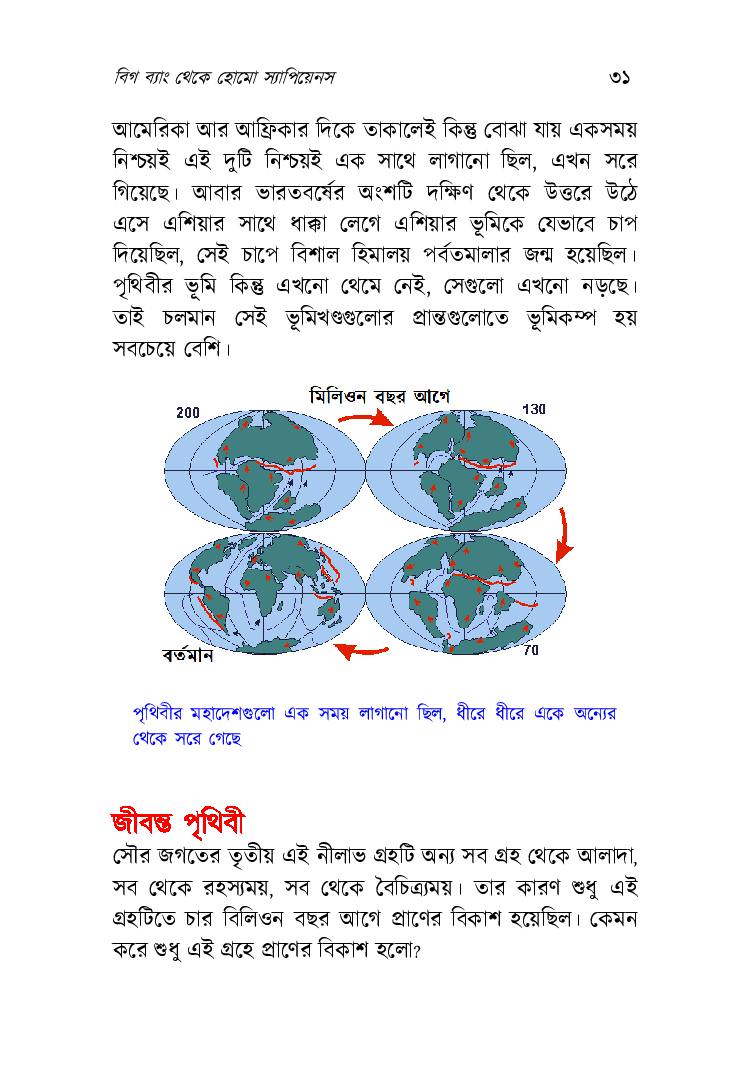 বিগ ব্যাং থেকে হোমো স্যাপিয়েনস ৩১
আমেরিকা আর আফ্রিকার দিকে তাকালেই কিন্তু বোঝা যায় একসময়
নিশ্চয়ই এই দুটি নিশ্চয়ই এক সাথে লাগানো ছিল, এখন সরে
গিয়েছে। আবার ভারতবর্ষের অংশটি দক্ষিণ থেকে উত্তরে উঠে
এসে এশিয়ার সাথে ধাক্কা লেগে এশিয়ার ভূমিকে যেভাবে চাপ
দিয়েছিল, সেই চাপে বিশাল হিমালয় পর্বতমালার জন্ম হয়েছিল।
পৃথিবীর ভূমি কিন্তু এখনো থেমে নেই, সেগুলো এখনো নড়ছে।
তাই চলমান সেই ভূমিখণ্ডগুলোর প্রান্তগুলোতে ভূমিকম্প হয়
সবচেয়ে বেশি।
মিলিওন বছর আগে
200 130
বর্তমান 70
পৃথিবীর মহাদেশগুলো এক সময় লাগানো ছিল, ধীরে ধীরে একে অন্যের
থেকে সরে গেছে
জীবন্ত পৃথিবী
সৌর জগতের তৃতীয় এই নীলাভ গ্রহটি অন্য সব গ্রহ থেকে আলাদা,
সব থেকে রহস্যময়, সব থেকে বৈচিত্র্যময়। তার কারণ শুধু এই
গ্রহটিতে চার বিলিওন বছর আগে প্রাণের বিকাশ হয়েছিল। কেমন
করে শুধু এই গ্রহে প্রাণের বিকাশ হলো?